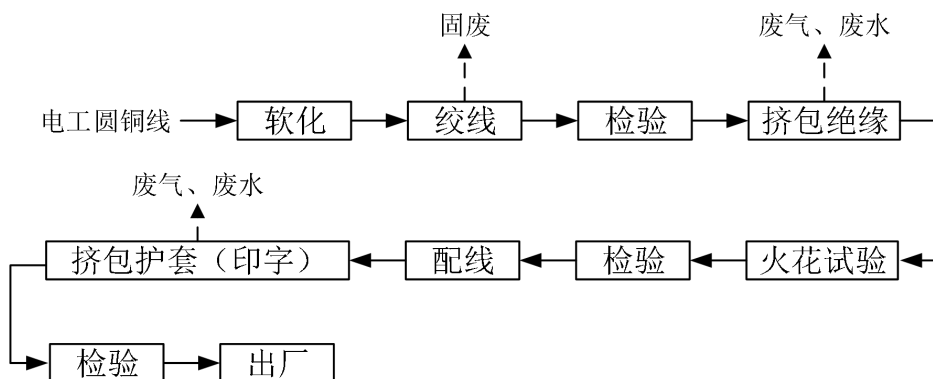 固废
废气、废水
电工圆铜线
软化
绞线
检验
挤包绝缘
废气、废水
挤包护套（印字）
配线
检验
火花试验
检验
出厂